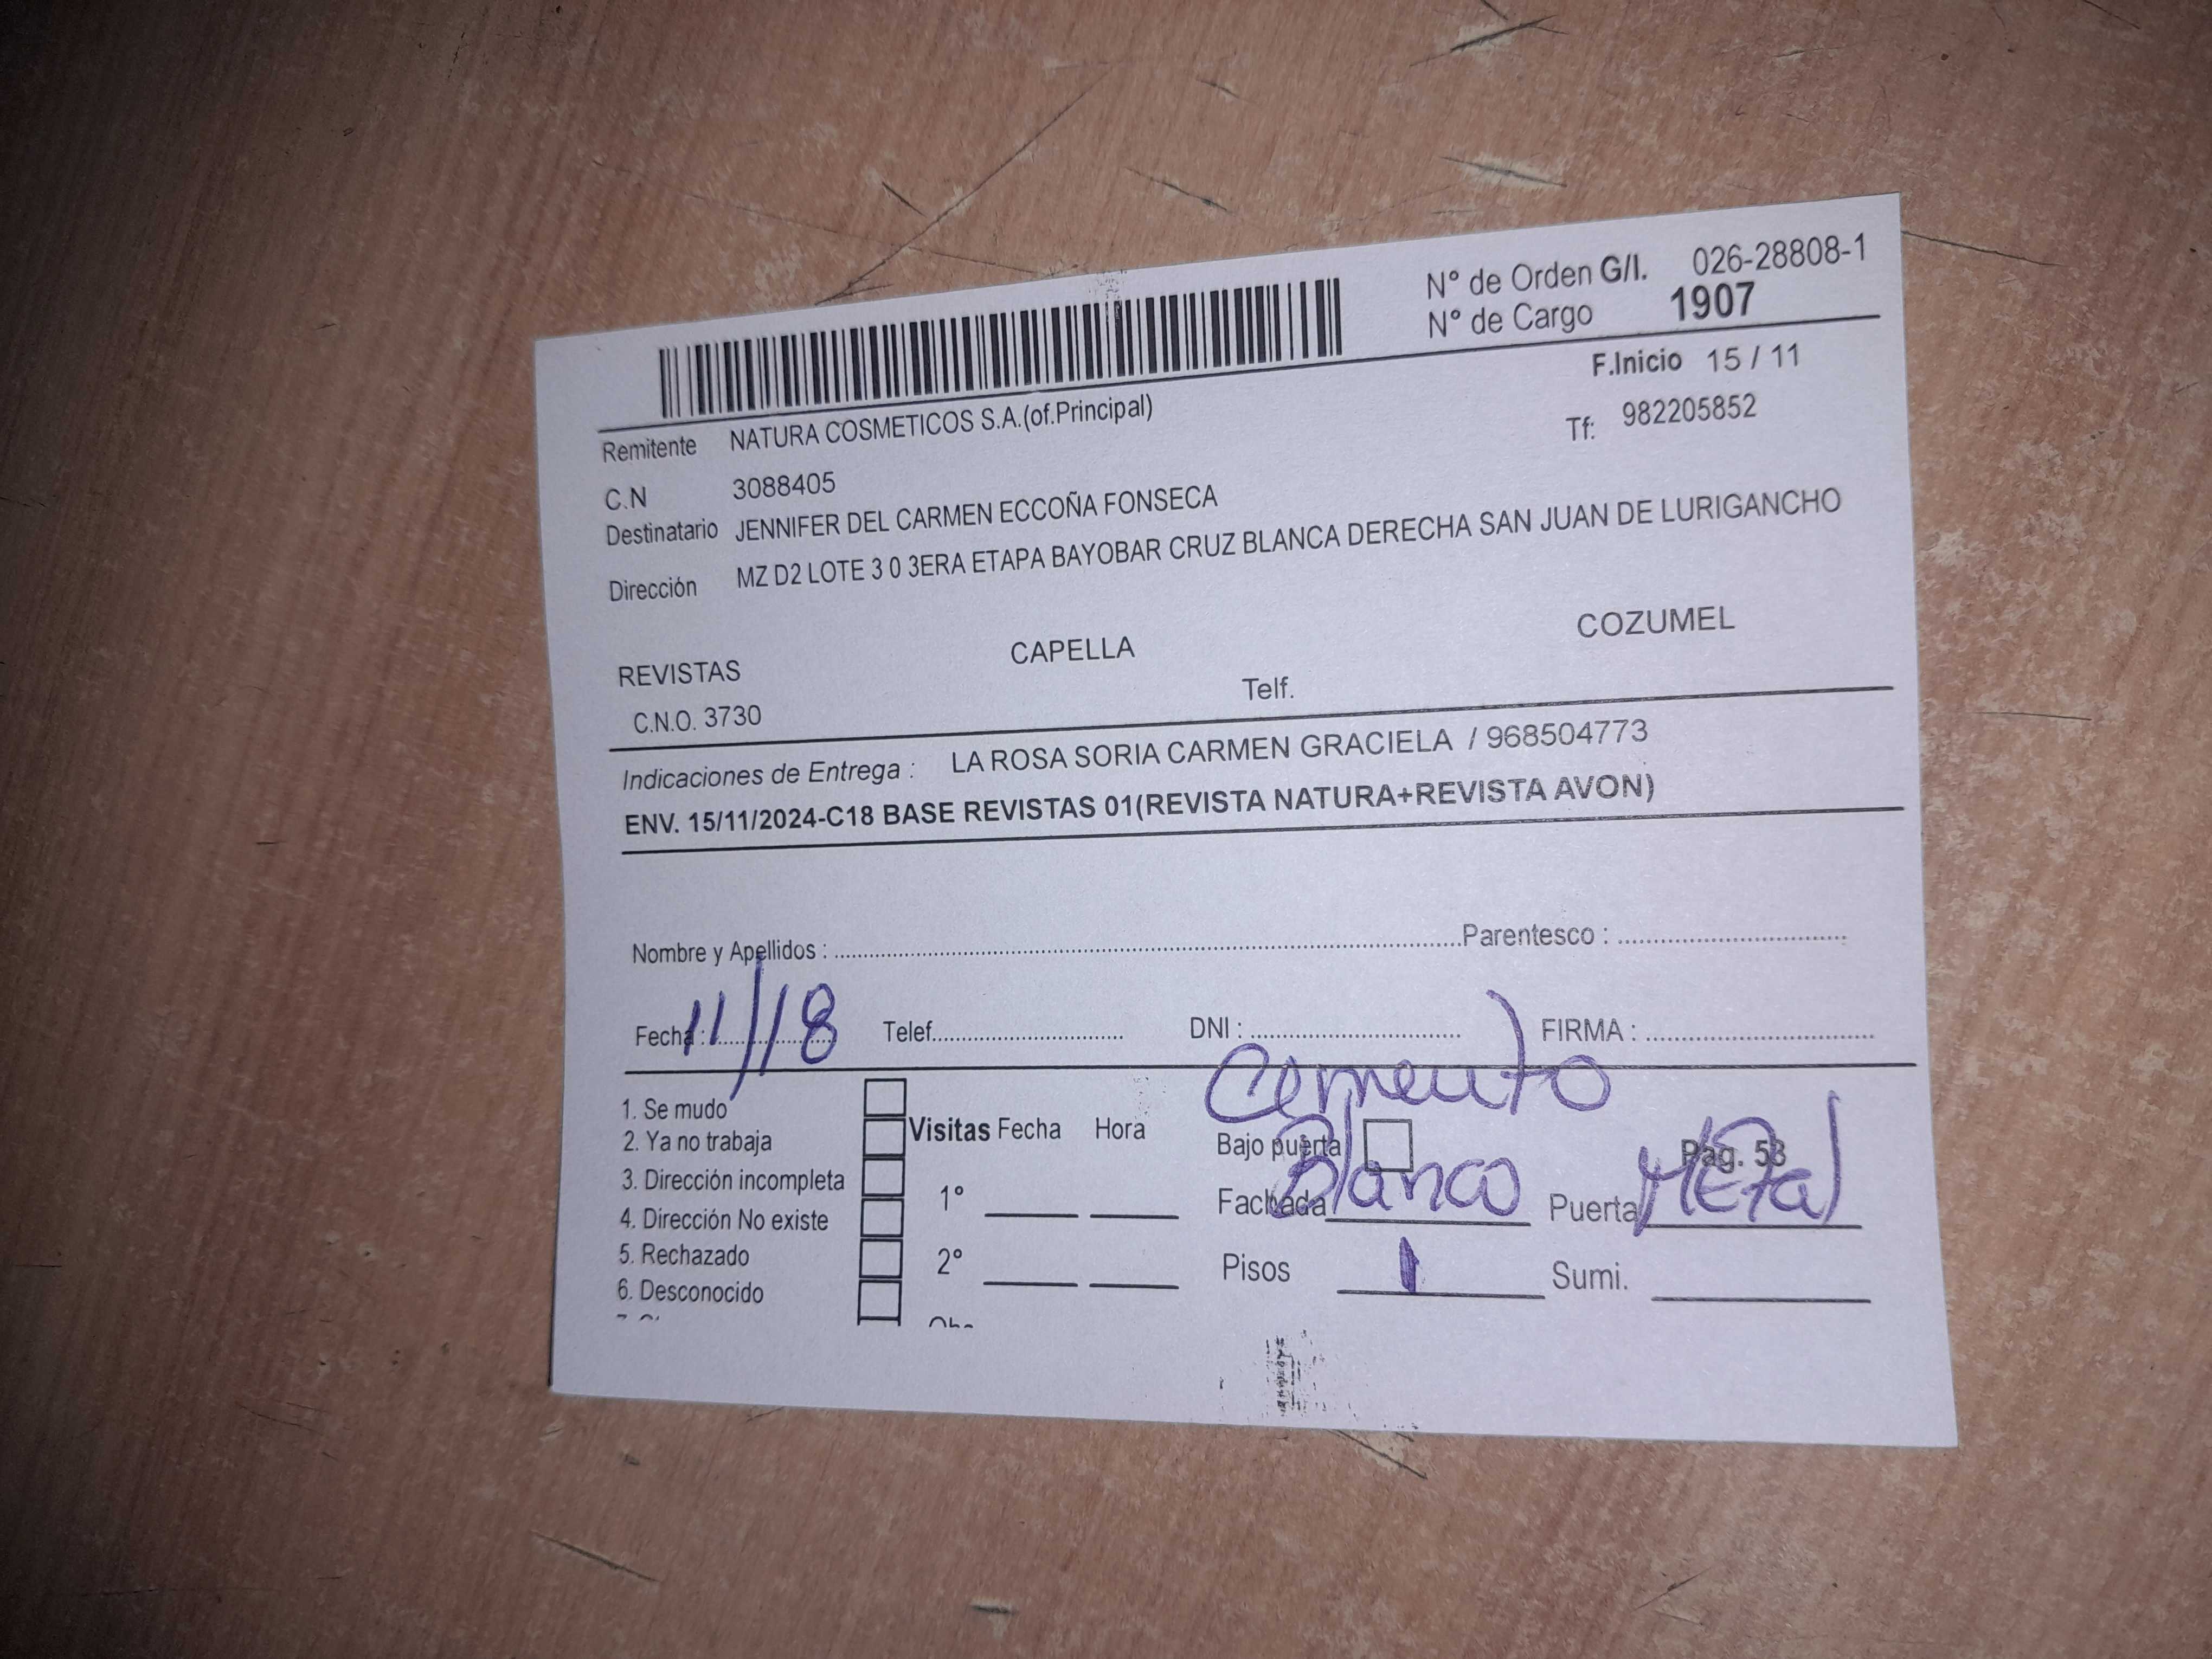 N° de Orden G/I. 026-28808-1
N° de Cargo 1907
F.Inicio 15 / 11
Remitente NATURA COSMETICOS S.A.(of.Principal)
Tf: 982205852
C.N 3088405
Destinatario JENNIFER DEL CARMEN ECCOÑA FONSECA
Dirección MZ D2 LOTE 3 0 3ERA ETAPA BAYOBAR CRUZ BLANCA DERECHA SAN JUAN DE LURIGANCHO
REVISTAS CAPELLA COZUMEL
C.N.O. 3730 Telf.
Indicaciones de Entrega : LA ROSA SORIA CARMEN GRACIELA / 968504773
ENV. 15/11/2024-C18 BASE REVISTAS 01(REVISTA NATURA+REVISTA AVON)
Nombre y Apellidos : Parentesco :
Fecha : 11/18 Telef. DNI : FIRMA :
Cemento
1. Se mudo
2. Ya no trabaja
3. Dirección incompleta
4. Dirección No existe
5. Rechazado
6. Desconocido
Visitas Fecha Hora
1°
2°
Bajo puerta Pag. 53
Fachada Blanco Puerta Metal
Pisos 1 Sumi.